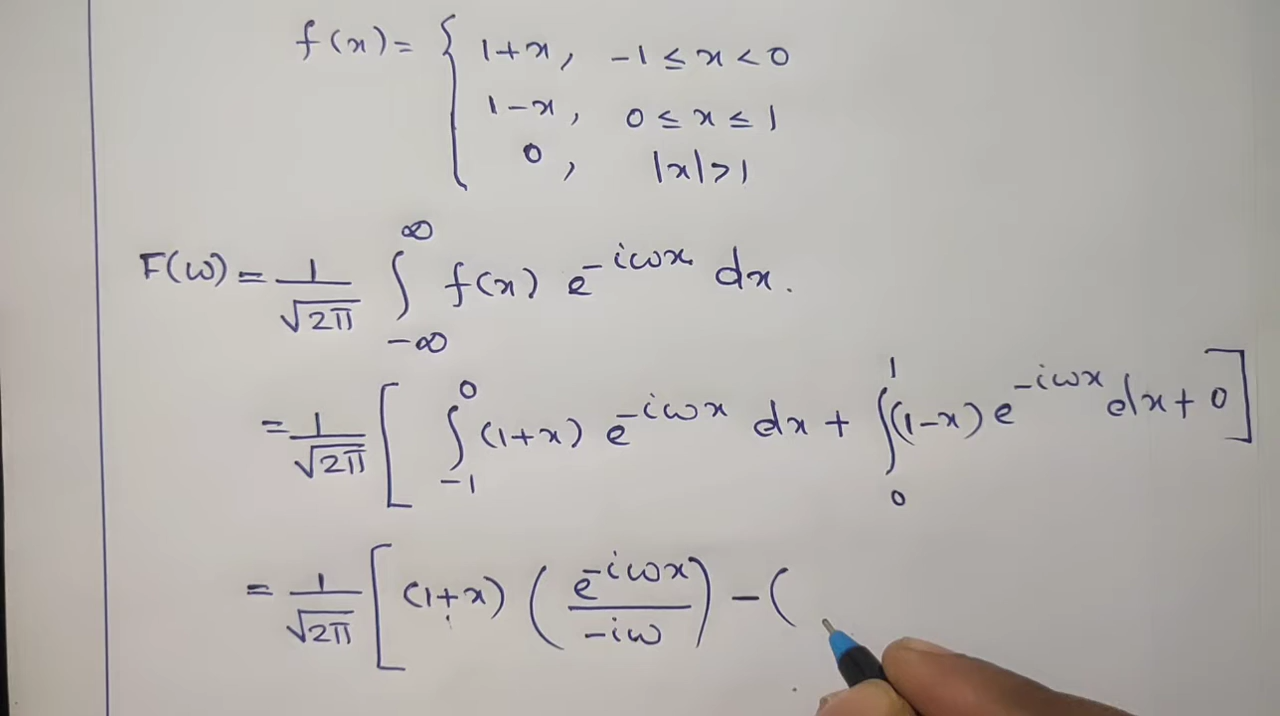 f(x) = { 1+x, -1 ≤ x < 0
1-x, 0 ≤ x ≤ 1
0, |x| > 1
F(ω) = 1/√2π ∫_{-∞}^{∞} f(x) e^{-iωx} dx.
= 1/√2π [ ∫_{-1}^{0} (1+x) e^{-iωx} dx + ∫_{0}^{1} (1-x) e^{-iωx} dx + 0 ]
= 1/√2π [ (1+x) ( e^{-iωx} / -iω ) - (